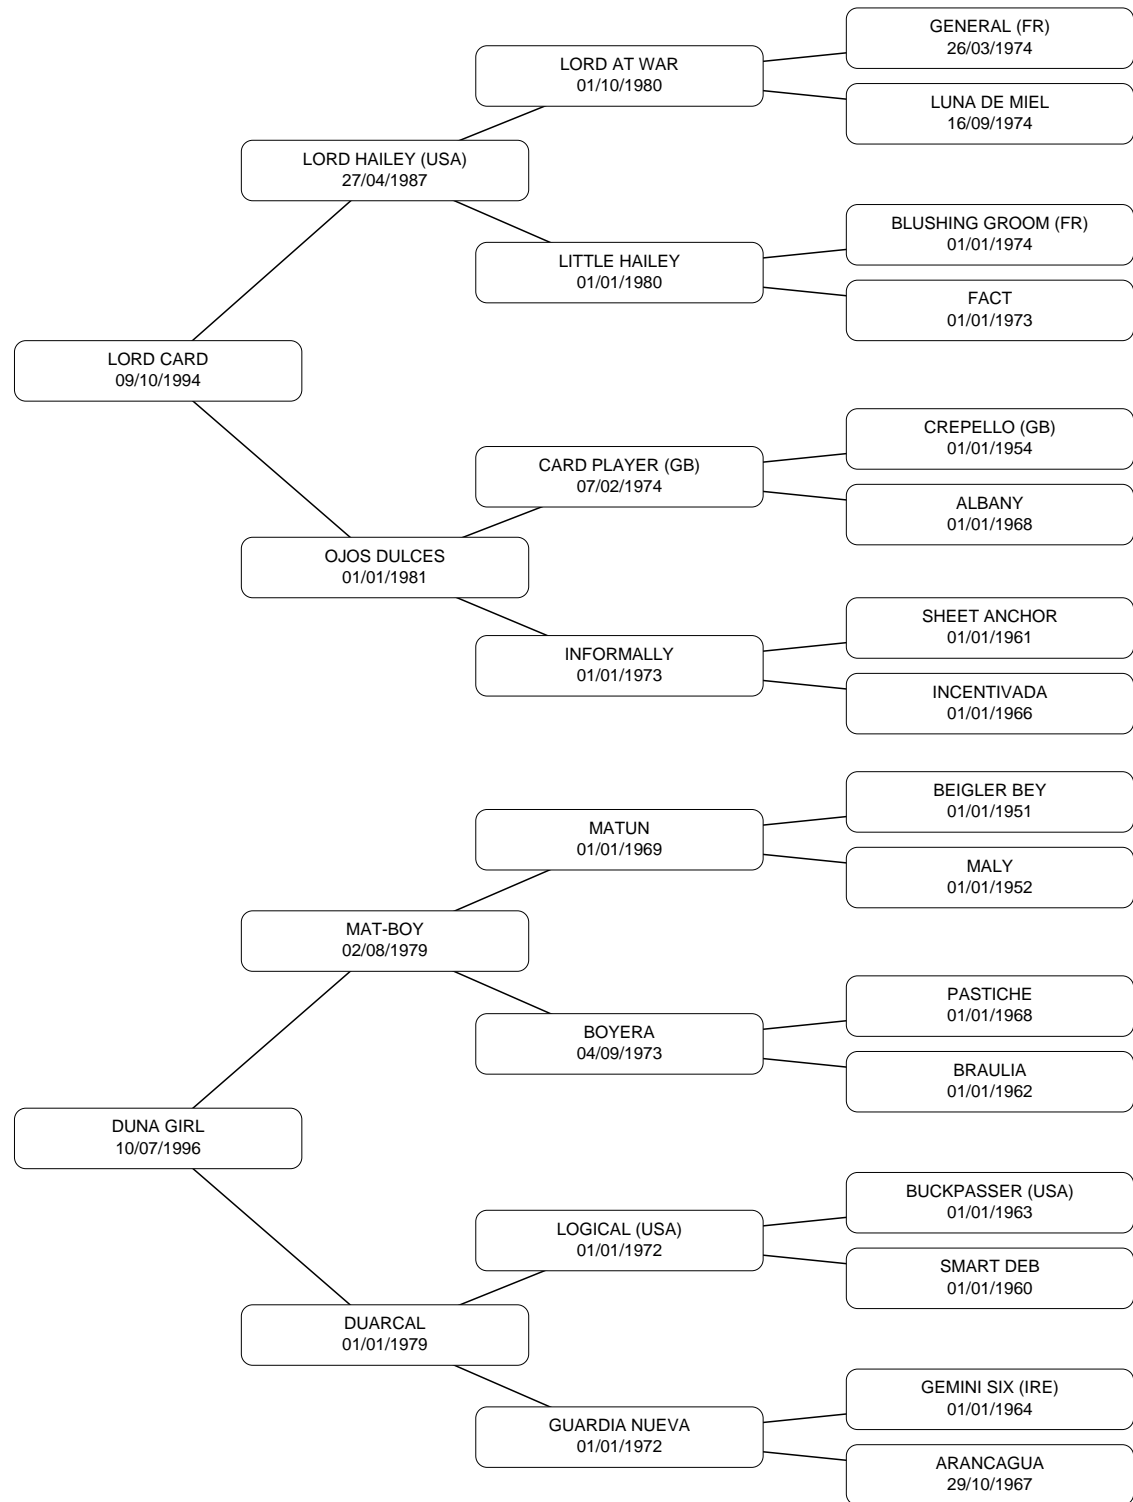 GENERAL (FR)
26/03/1974
LORD AT WAR
01/10/1980
LUNA DE MIEL
16/09/1974
LORD HAILEY (USA)
27/04/1987
BLUSHING GROOM (FR)
01/01/1974
LITTLE HAILEY
01/01/1980
FACT
01/01/1973
LORD CARD
09/10/1994
CREPELLO (GB)
01/01/1954
CARD PLAYER (GB)
07/02/1974
ALBANY
01/01/1968
OJOS DULCES
01/01/1981
SHEET ANCHOR
01/01/1961
INFORMALLY
01/01/1973
INCENTIVADA
01/01/1966
BEIGLER BEY
01/01/1951
MATUN
01/01/1969
MALY
01/01/1952
MAT-BOY
02/08/1979
PASTICHE
01/01/1968
BOYERA
04/09/1973
BRAULIA
01/01/1962
DUNA GIRL
10/07/1996
BUCKPASSER (USA)
01/01/1963
LOGICAL (USA)
01/01/1972
SMART DEB
01/01/1960
DUARCAL
01/01/1979
GEMINI SIX (IRE)
01/01/1964
GUARDIA NUEVA
01/01/1972
ARANCAGUA
29/10/1967